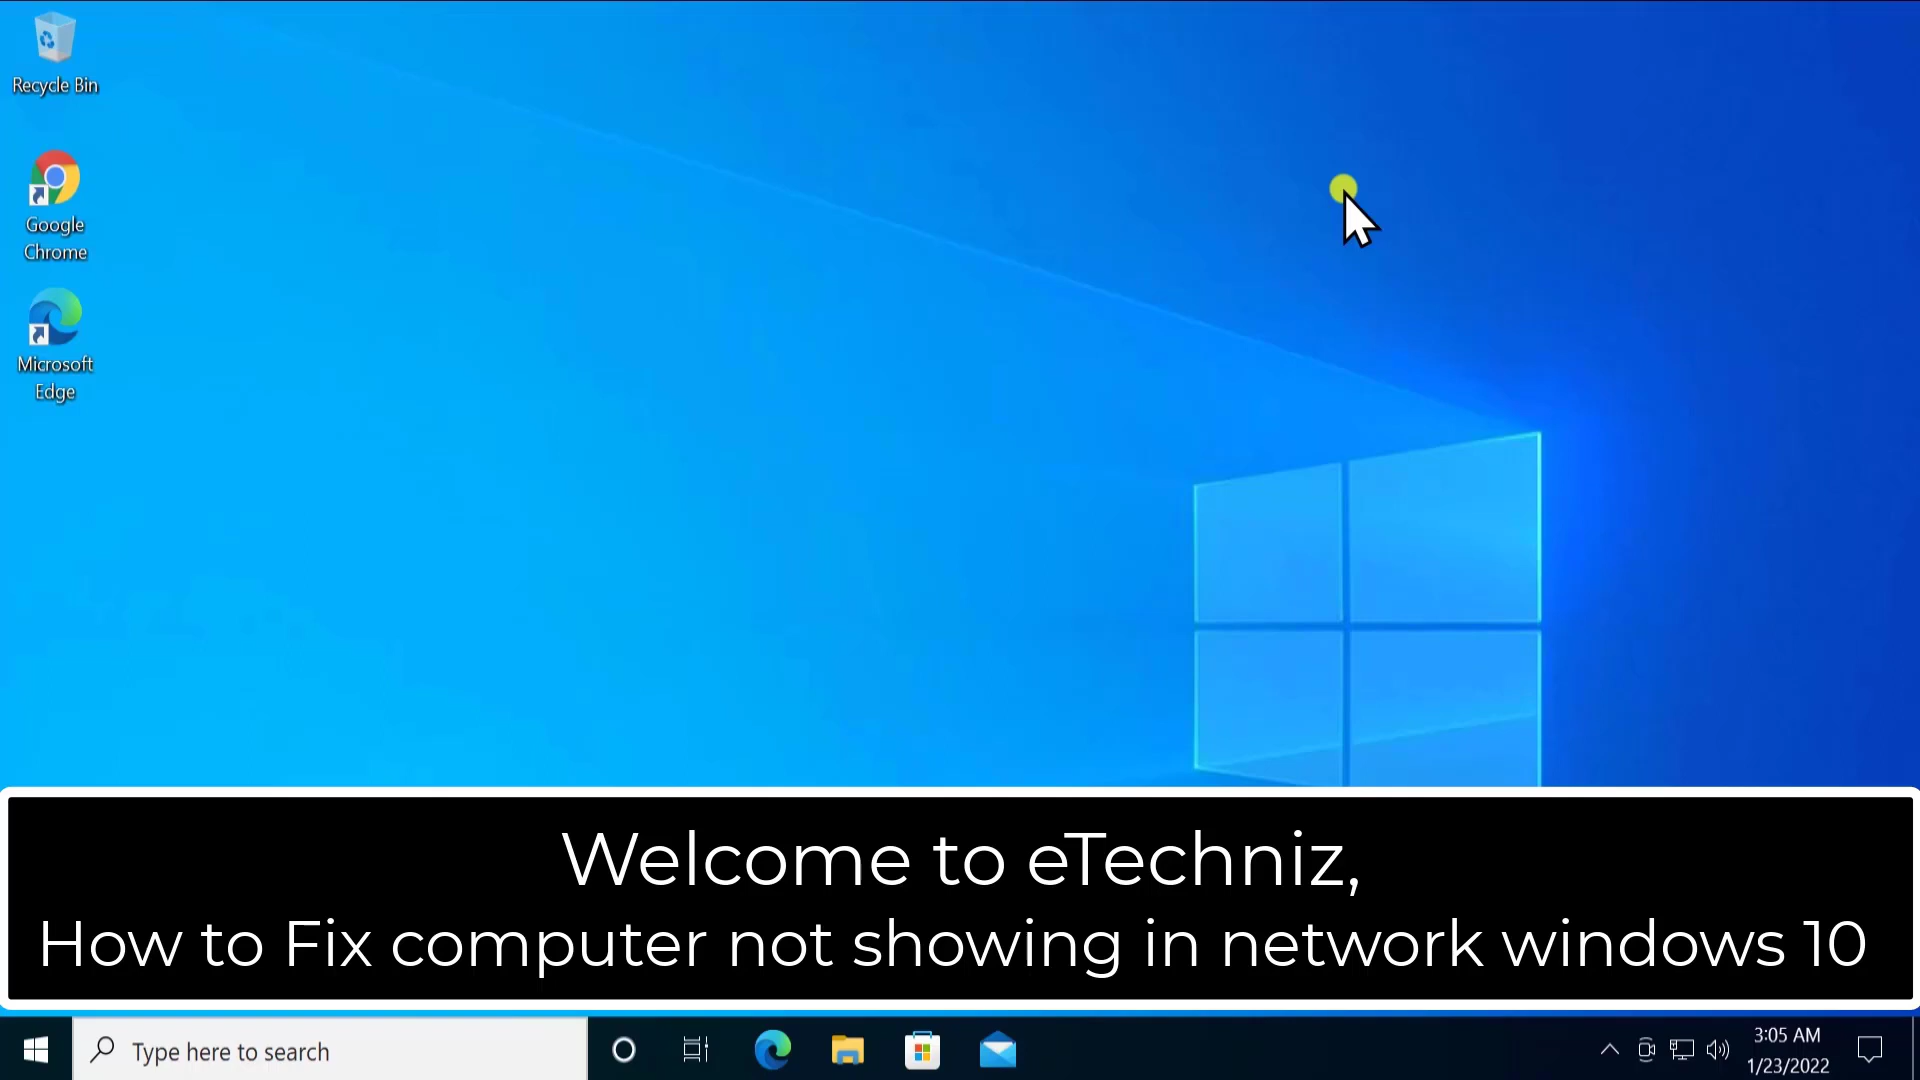 Recycle Bin
Google
Chrome
Microsoft
Edge
Welcome to eTechniz,
How to Fix computer not showing in network windows 10
Type here to search
3:05 AM
1/23/2022